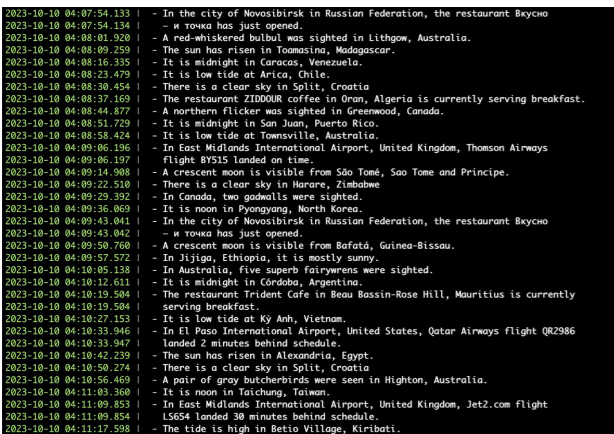 2023-10-10 04:07:54.133 | - In the city of Novosibirsk in Russian Federation, the restaurant Вкусно
2023-10-10 04:07:54.134 | – и точка has just opened.
2023-10-10 04:08:01.920 | - A red-whiskered bulbul was sighted in Lithgow, Australia.
2023-10-10 04:08:09.259 | - The sun has risen in Toamasina, Madagascar.
2023-10-10 04:08:16.335 | - It is midnight in Caracas, Venezuela.
2023-10-10 04:08:23.479 | - It is low tide at Arica, Chile.
2023-10-10 04:08:30.454 | - There is a clear sky in Split, Croatia
2023-10-10 04:08:37.169 | - The restaurant ZIDDOUR coffee in Oran, Algeria is currently serving breakfast.
2023-10-10 04:08:44.877 | - A northern flicker was sighted in Greenwood, Canada.
2023-10-10 04:08:51.729 | - It is midnight in San Juan, Puerto Rico.
2023-10-10 04:08:58.424 | - It is low tide at Townsville, Australia.
2023-10-10 04:09:06.196 | - In East Midlands International Airport, United Kingdom, Thomson Airways
2023-10-10 04:09:06.197 | flight BY515 landed on time.
2023-10-10 04:09:14.908 | - A crescent moon is visible from São Tomé, Sao Tome and Principe.
2023-10-10 04:09:22.510 | - There is a clear sky in Harare, Zimbabwe
2023-10-10 04:09:29.392 | - In Canada, two gadwalls were sighted.
2023-10-10 04:09:36.069 | - It is noon in Pyongyang, North Korea.
2023-10-10 04:09:43.041 | - In the city of Novosibirsk in Russian Federation, the restaurant Вкусно
2023-10-10 04:09:43.042 | – и точка has just opened.
2023-10-10 04:09:50.760 | - A crescent moon is visible from Bafatá, Guinea-Bissau.
2023-10-10 04:09:57.572 | - In Jijiga, Ethiopia, it is mostly sunny.
2023-10-10 04:10:05.138 | - In Australia, five superb fairywrens were sighted.
2023-10-10 04:10:12.611 | - It is midnight in Córdoba, Argentina.
2023-10-10 04:10:19.504 | - The restaurant Trident Cafe in Beau Bassin-Rose Hill, Mauritius is currently
2023-10-10 04:10:19.504 | serving breakfast.
2023-10-10 04:10:27.153 | - It is low tide at Kỳ Anh, Vietnam.
2023-10-10 04:10:33.946 | - In El Paso International Airport, United States, Qatar Airways flight QR2986
2023-10-10 04:10:33.947 | landed 2 minutes behind schedule.
2023-10-10 04:10:42.239 | - The sun has risen in Alexandria, Egypt.
2023-10-10 04:10:50.274 | - There is a clear sky in Split, Croatia
2023-10-10 04:10:56.469 | - A pair of gray butcherbirds were seen in Highton, Australia.
2023-10-10 04:11:03.360 | - It is noon in Taichung, Taiwan.
2023-10-10 04:11:09.853 | - In East Midlands International Airport, United Kingdom, Jet2.com flight
2023-10-10 04:11:09.854 | LS654 landed 30 minutes behind schedule.
2023-10-10 04:11:17.598 | - The tide is high in Betio Village, Kiribati.